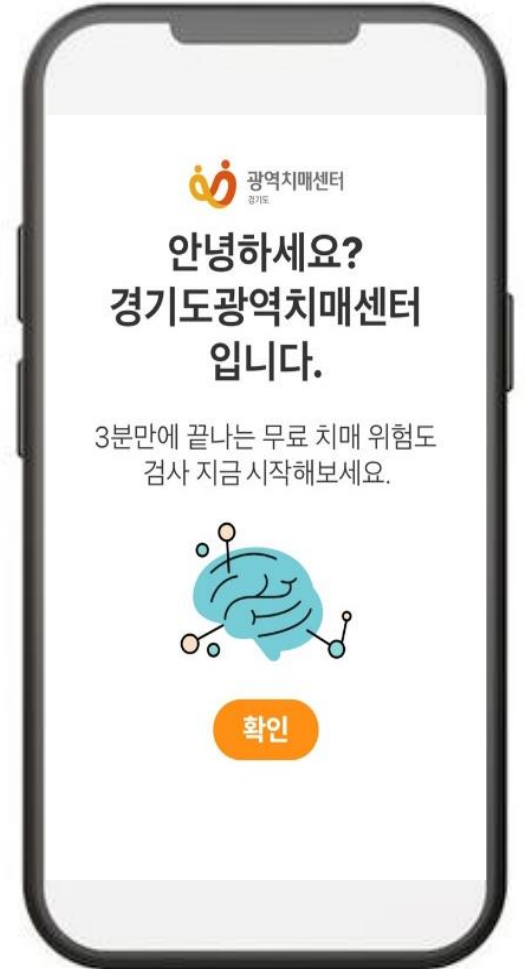 광역치매센터
경기도
안녕하세요?
경기도광역치매센터
입니다.
3분만에 끝나는 무료 치매 위험도
검사 지금 시작해보세요.
확인